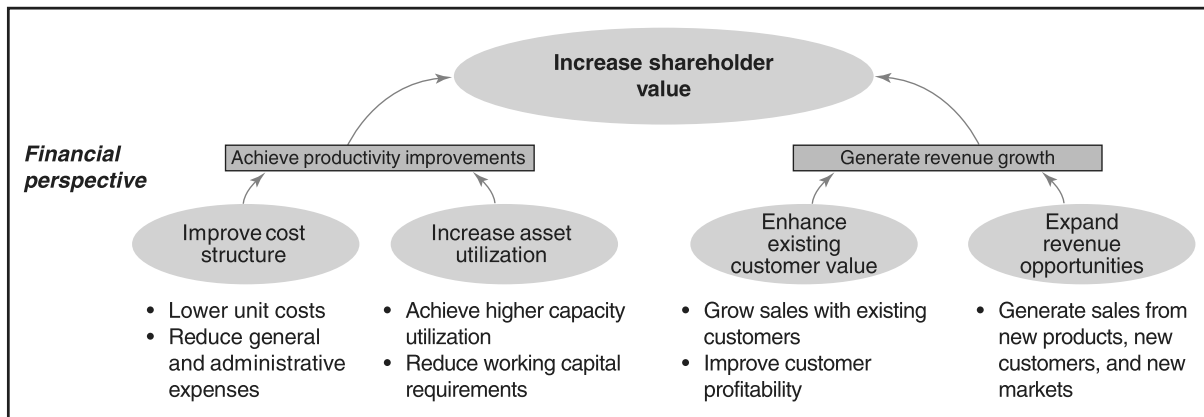 Increase shareholder
value
Financial
perspective
Achieve productivity improvements
Generate revenue growth
Improve cost
structure
Increase asset
utilization
Enhance
existing
customer value
Expand
revenue
opportunities
• Lower unit costs
• Reduce general
and administrative
expenses
• Achieve higher capacity
utilization
• Reduce working capital
requirements
• Grow sales with existing
customers
• Improve customer
profitability
• Generate sales from
new products, new
customers, and new
markets